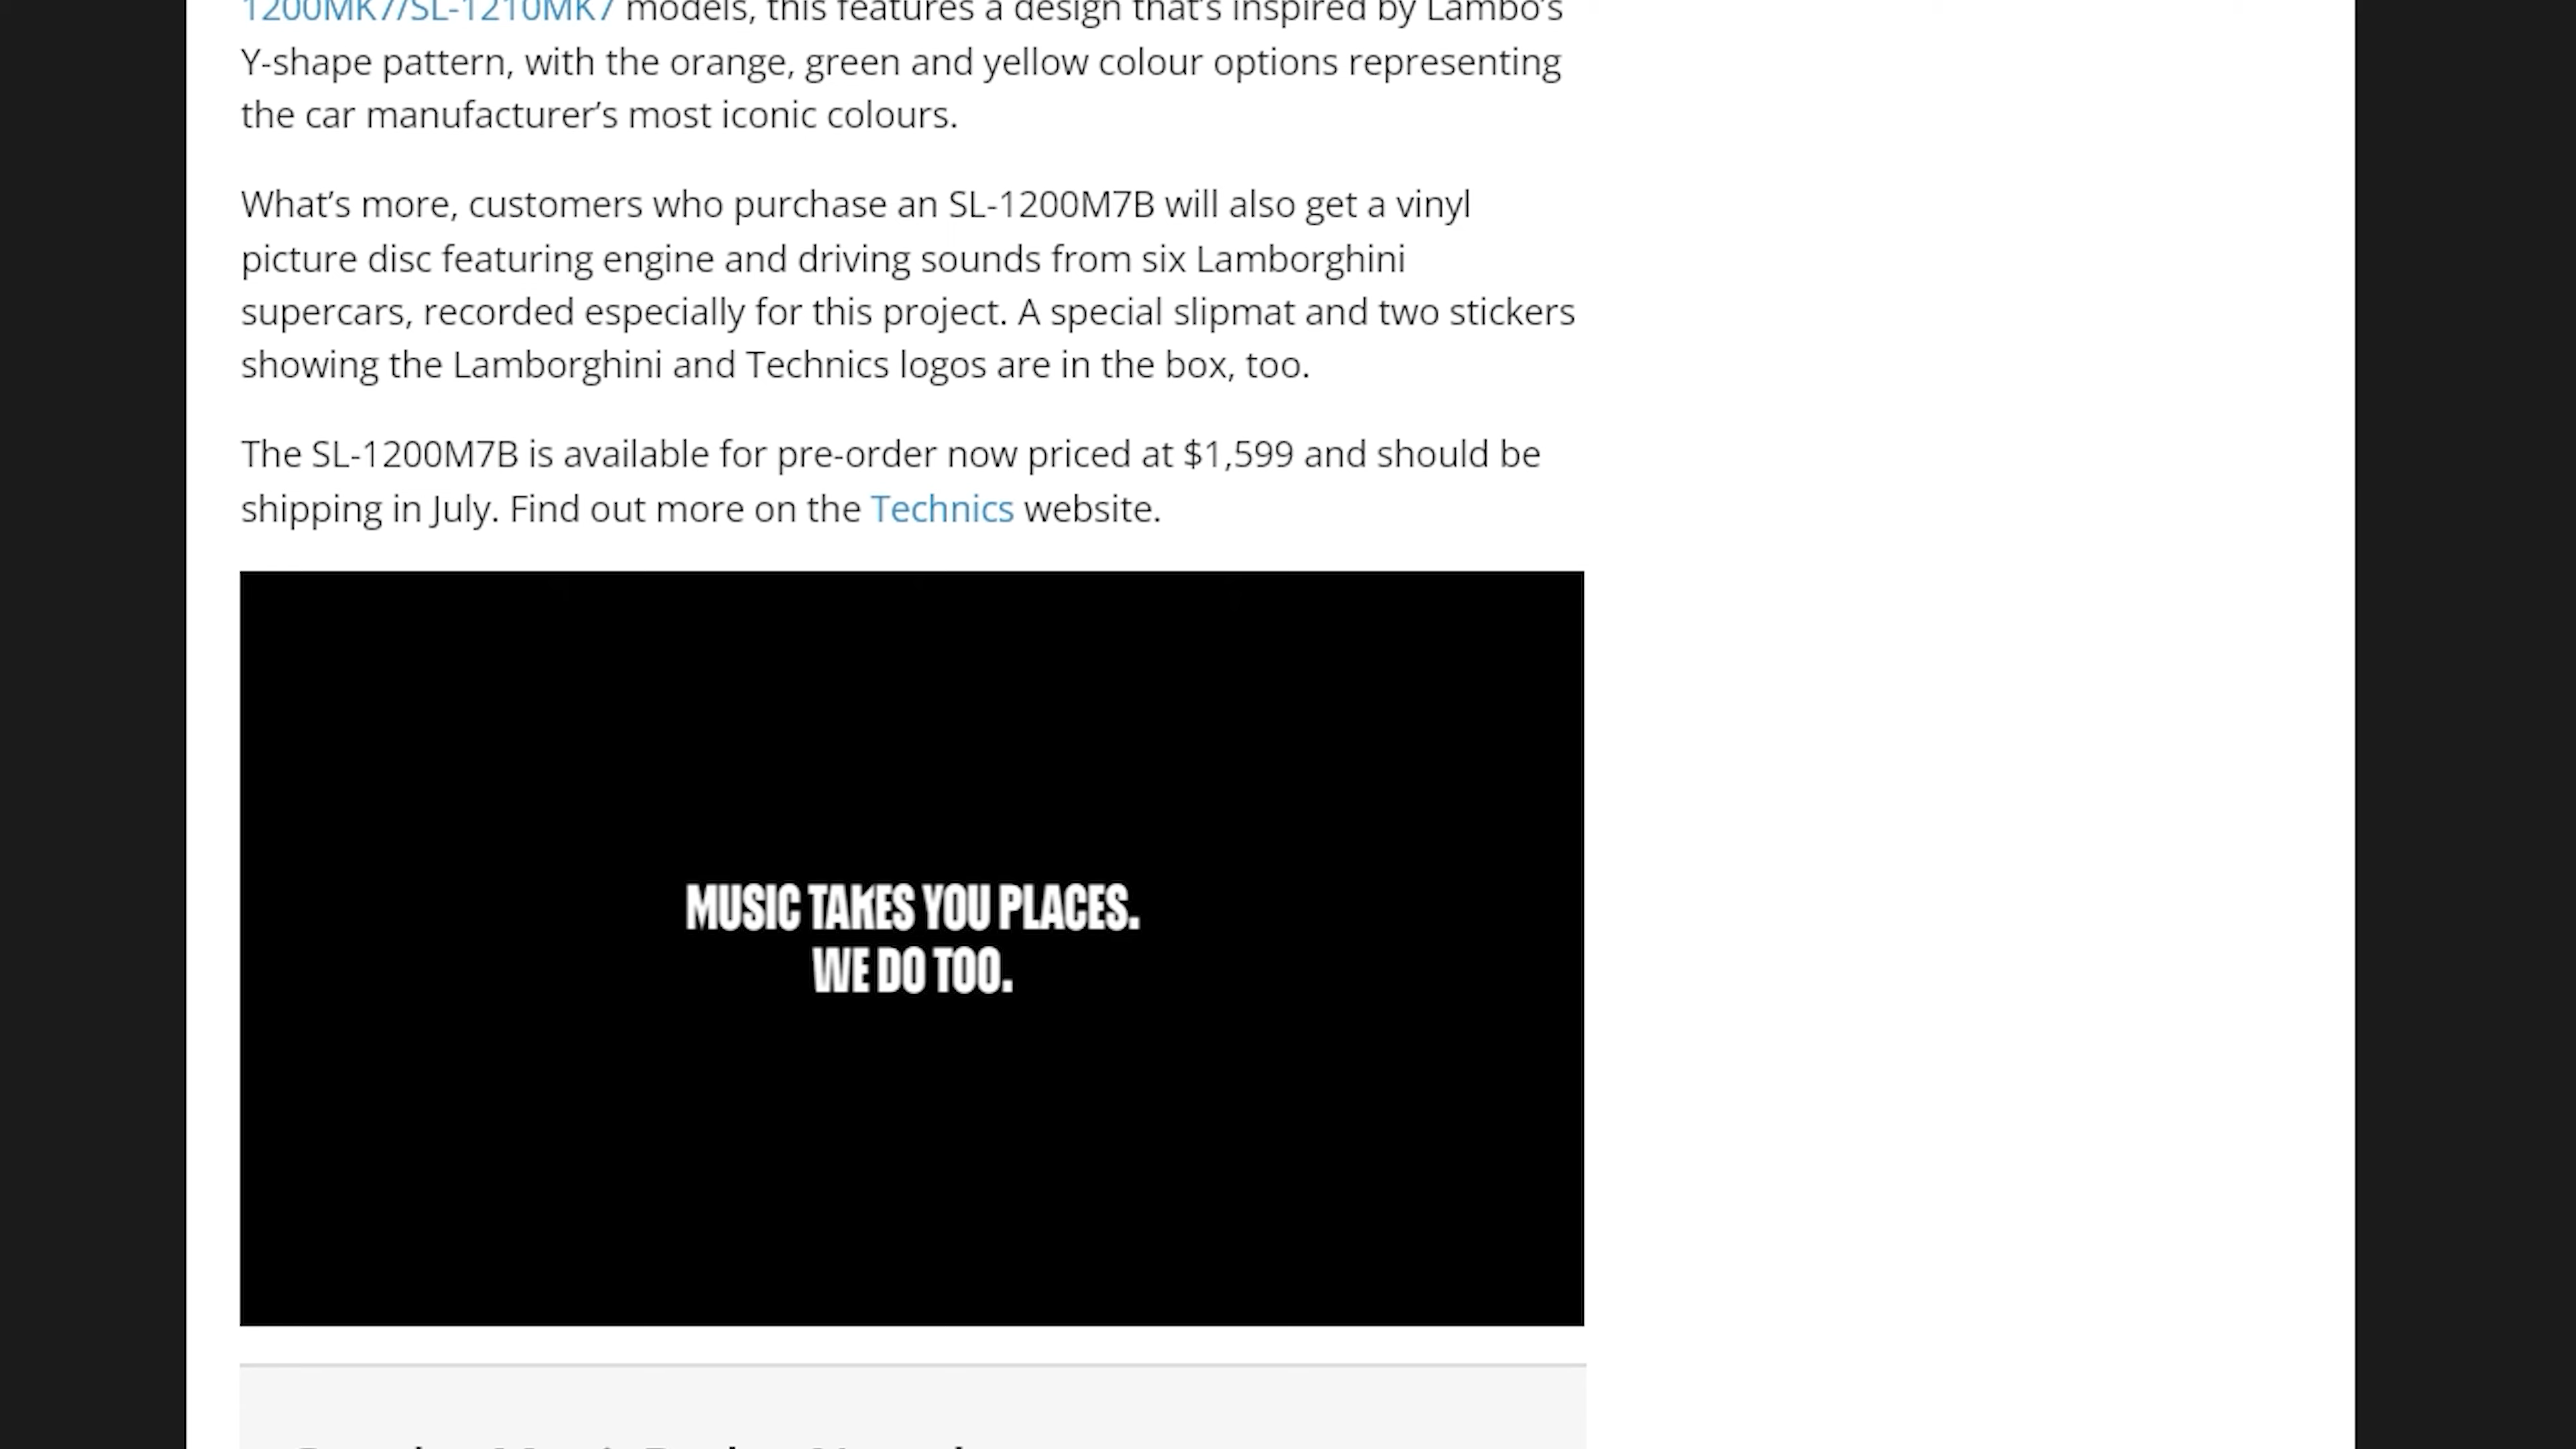 1200MK7/SL-1210MK7 models, this features a design that's inspired by Lambo's
Y-shape pattern, with the orange, green and yellow colour options representing
the car manufacturer’s most iconic colours.
What’s more, customers who purchase an SL-1200M7B will also get a vinyl
picture disc featuring engine and driving sounds from six Lamborghini
supercars, recorded especially for this project. A special slipmat and two stickers
showing the Lamborghini and Technics logos are in the box, too.
The SL-1200M7B is available for pre-order now priced at $1,599 and should be
shipping in July. Find out more on the Technics website.
MUSIC TAKES YOU PLACES.
WE DO TOO.